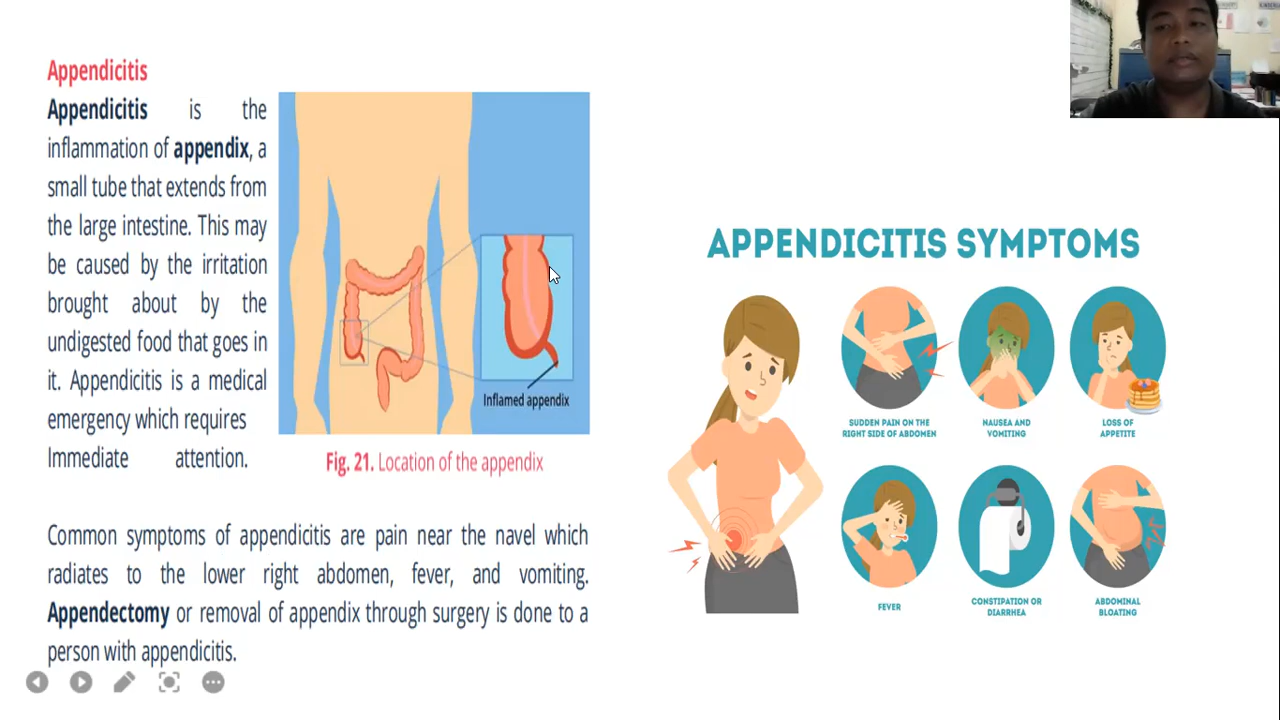 Appendicitis
Appendicitis is the
inflammation of appendix, a
small tube that extends from
the large intestine. This may
be caused by the irritation
brought about by the
undigested food that goes in
it. Appendicitis is a medical
emergency which requires
Immediate attention.
Inflamed appendix
Fig. 21. Location of the appendix
Common symptoms of appendicitis are pain near the navel which
radiates to the lower right abdomen, fever, and vomiting.
Appendectomy or removal of appendix through surgery is done to a
person with appendicitis.
APPENDICITIS SYMPTOMS
SUDDEN PAIN ON THE
RIGHT SIDE OF ABDOMEN
NAUSEA AND
VOMITING
LOSS OF
APPETITE
FEVER
CONSTIPATION OR
DIARRHEA
ABDOMINAL
BLOATING